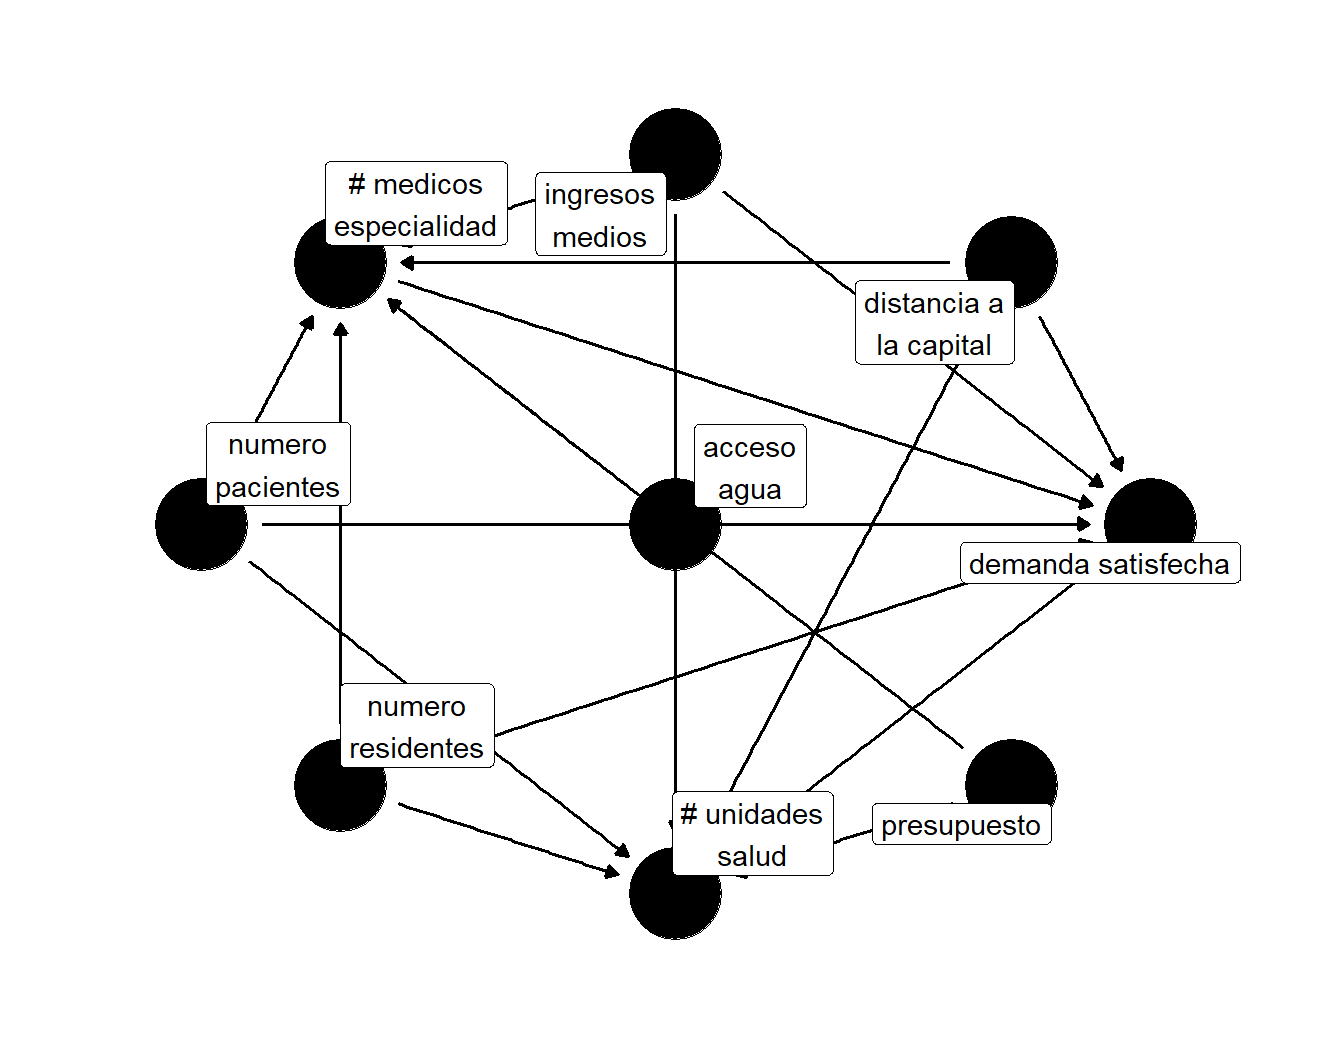 # medicos
especialidad
ingresos
medios
distancia a
la capital
numero
pacientes
acceso
agua
demanda satisfecha
numero
residentes
# unidades
salud
presupuesto